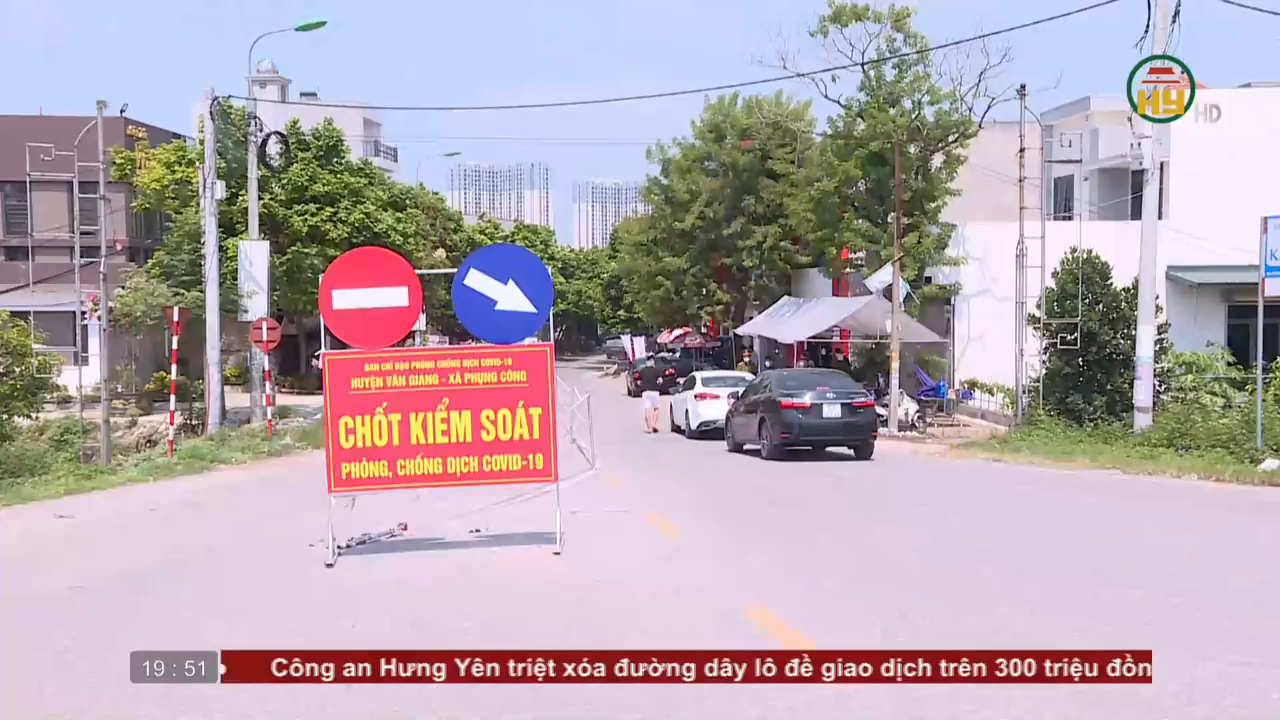 HY HD
BAN CHỈ ĐẠO PHÒNG CHỐNG DỊCH COVID-19
HUYỆN VĂN GIANG - XÃ PHỤNG CÔNG
CHỐT KIỂM SOÁT
PHÒNG, CHỐNG DỊCH COVID-19
19 : 51
Công an Hưng Yên triệt xóa đường dây lô đề giao dịch trên 300 triệu đồn